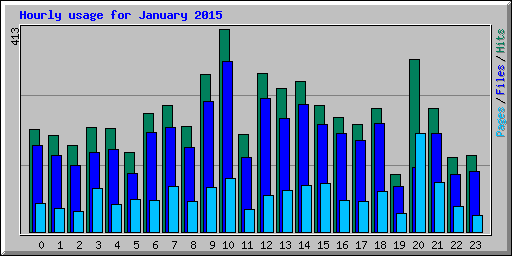 Hourly usage for January 2015
413
Pages / Files / Hits
0 1 2 3 4 5 6 7 8 9 10 11 12 13 14 15 16 17 18 19 20 21 22 23